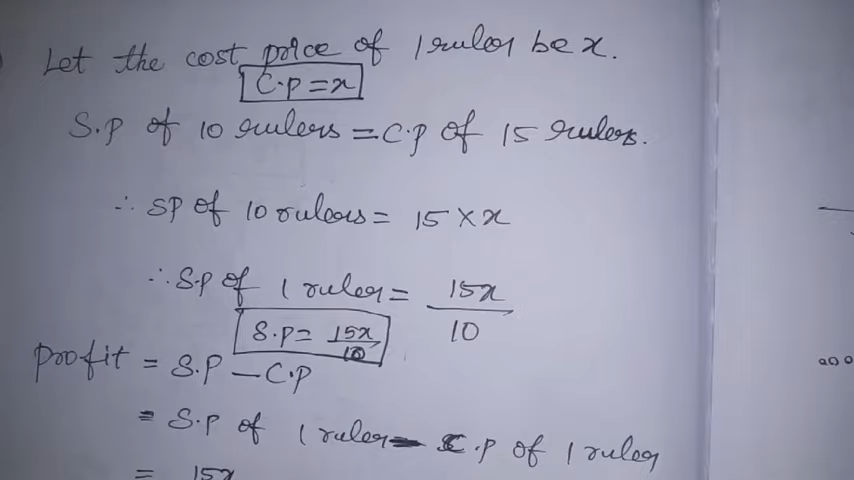 Let the cost price of 1 ruler be x.
C.P = x
S.P of 10 rulers = C.P of 15 rulers.
∴ SP of 10 rulers = 15 × x
∴ S.P of 1 ruler = 15x/10
S.P = 15x/10
Profit = S.P – C.P
= S.P of 1 ruler – C.P of 1 ruler
= 15x